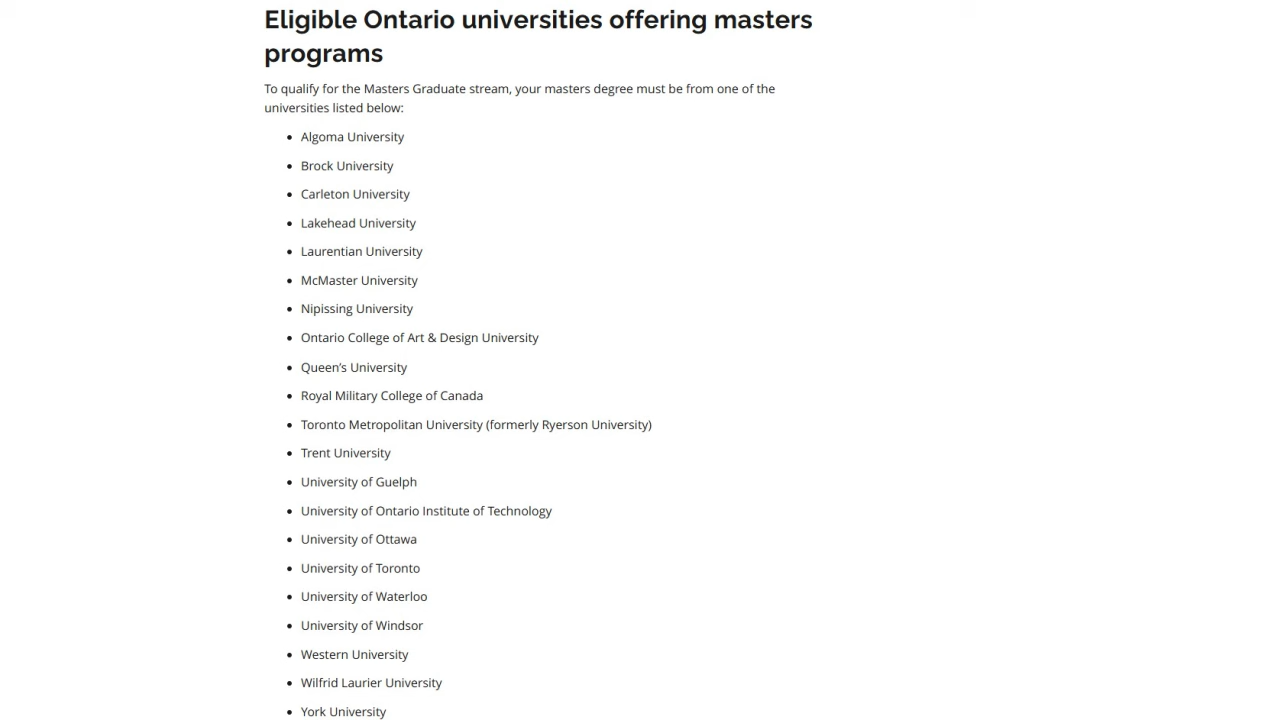 Eligible Ontario universities offering masters
programs
To qualify for the Masters Graduate stream, your masters degree must be from one of the
universities listed below:
• Algoma University
• Brock University
• Carleton University
• Lakehead University
• Laurentian University
• McMaster University
• Nipissing University
• Ontario College of Art & Design University
• Queen’s University
• Royal Military College of Canada
• Toronto Metropolitan University (formerly Ryerson University)
• Trent University
• University of Guelph
• University of Ontario Institute of Technology
• University of Ottawa
• University of Toronto
• University of Waterloo
• University of Windsor
• Western University
• Wilfrid Laurier University
• York University